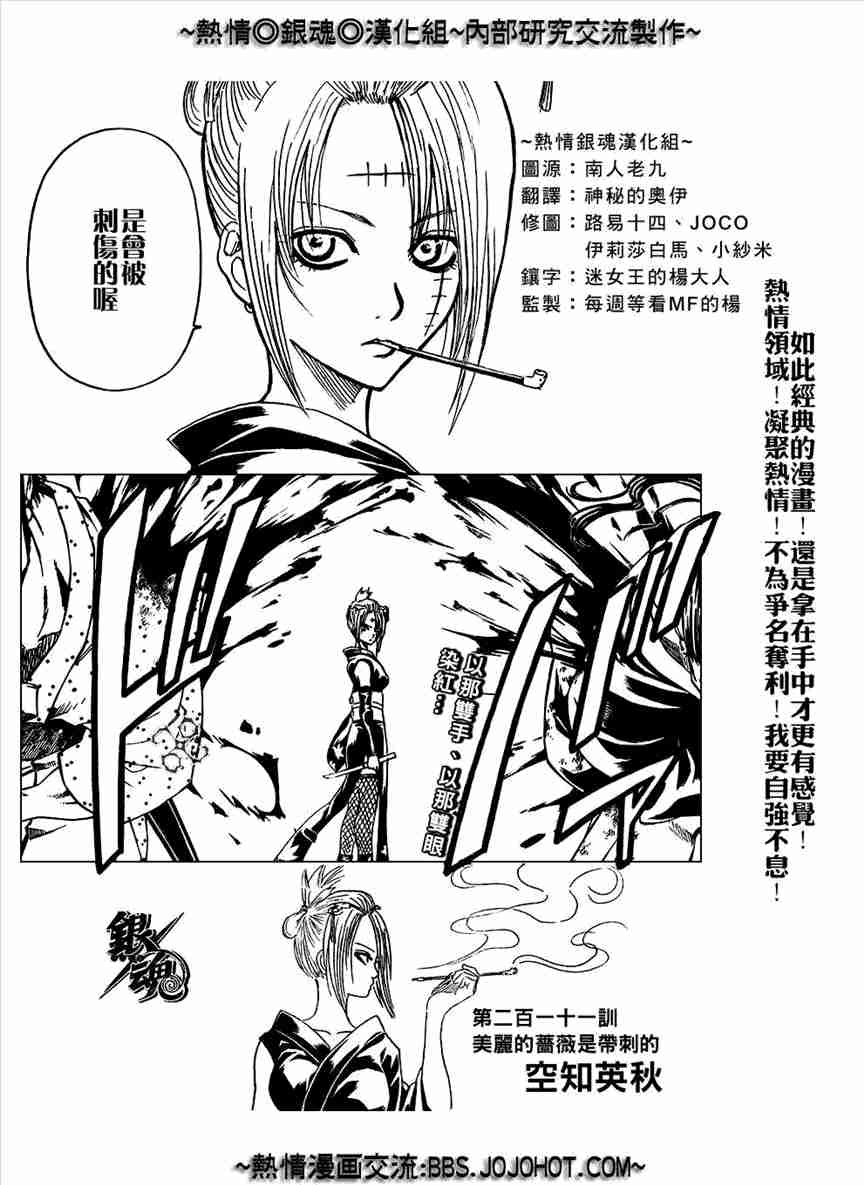 ~熱情◎銀魂◎漢化組~內部研究交流製作~
~熱情銀魂漢化組~
圖源：南人老九
翻譯：神秘的奧伊
修圖：路易十四、JOCO
伊莉莎白馬、小紗米
鑲字：迷女王的楊大人
監製：每週等看MF的楊
是會被
刺傷的喔
如此經典的漫畫！還是拿在手中才更有感覺！
熱情領域！凝聚熱情！不為爭名奪利！我要自強不息！
以那雙手、以那雙眼
染紅…
銀魂
第二百一十一訓
美麗的薔薇是帶刺的
空知英秋
~熱情漫画交流:BBS.JOJOHOT.COM~